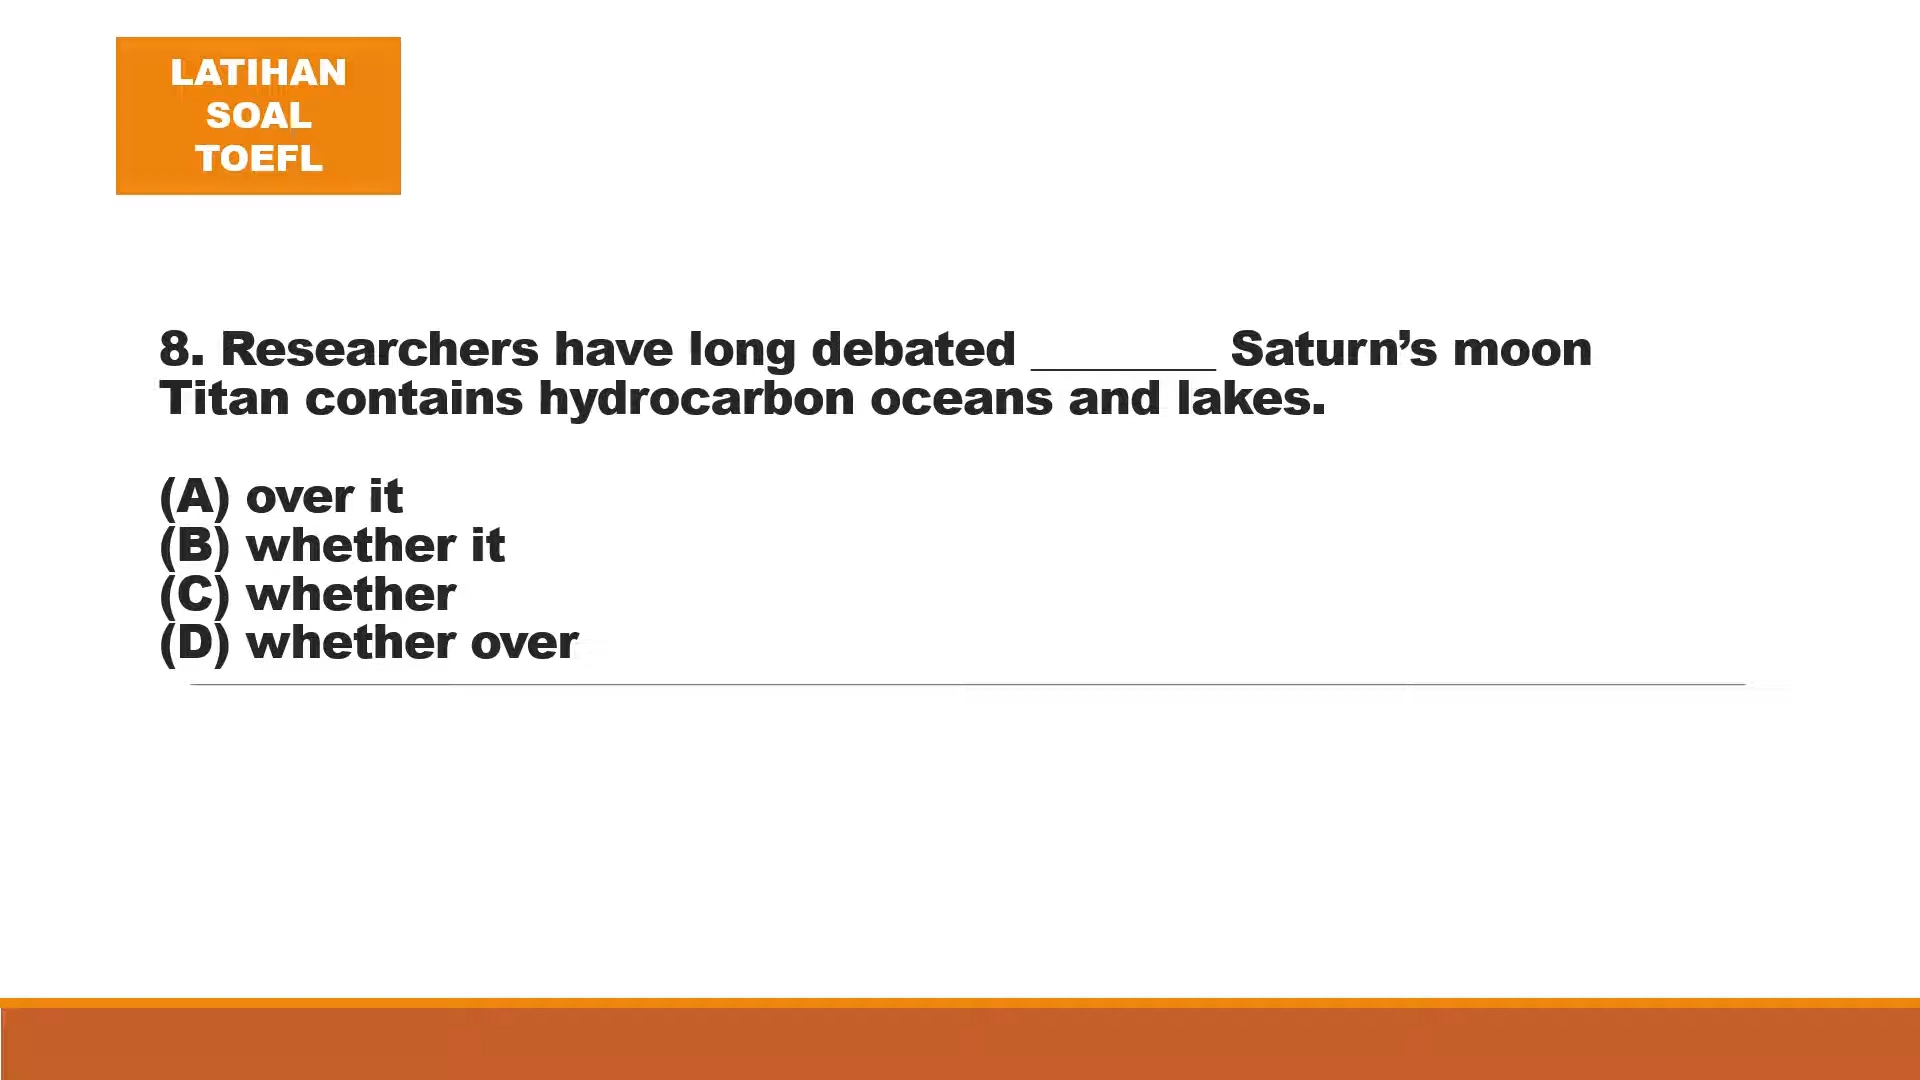 LATIHAN
SOAL
TOEFL
8. Researchers have long debated ________ Saturn’s moon
Titan contains hydrocarbon oceans and lakes.
(A) over it
(B) whether it
(C) whether
(D) whether over